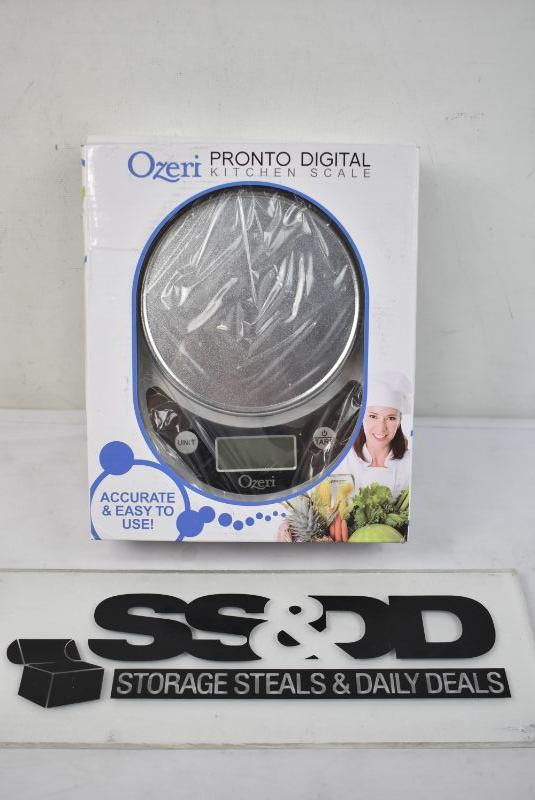 Ozeri PRONTO DIGITAL
KITCHEN SCALE
UNIT
TARE
Ozeri
ACCURATE
& EASY TO
USE!
SS&DD
STORAGE STEALS & DAILY DEALS